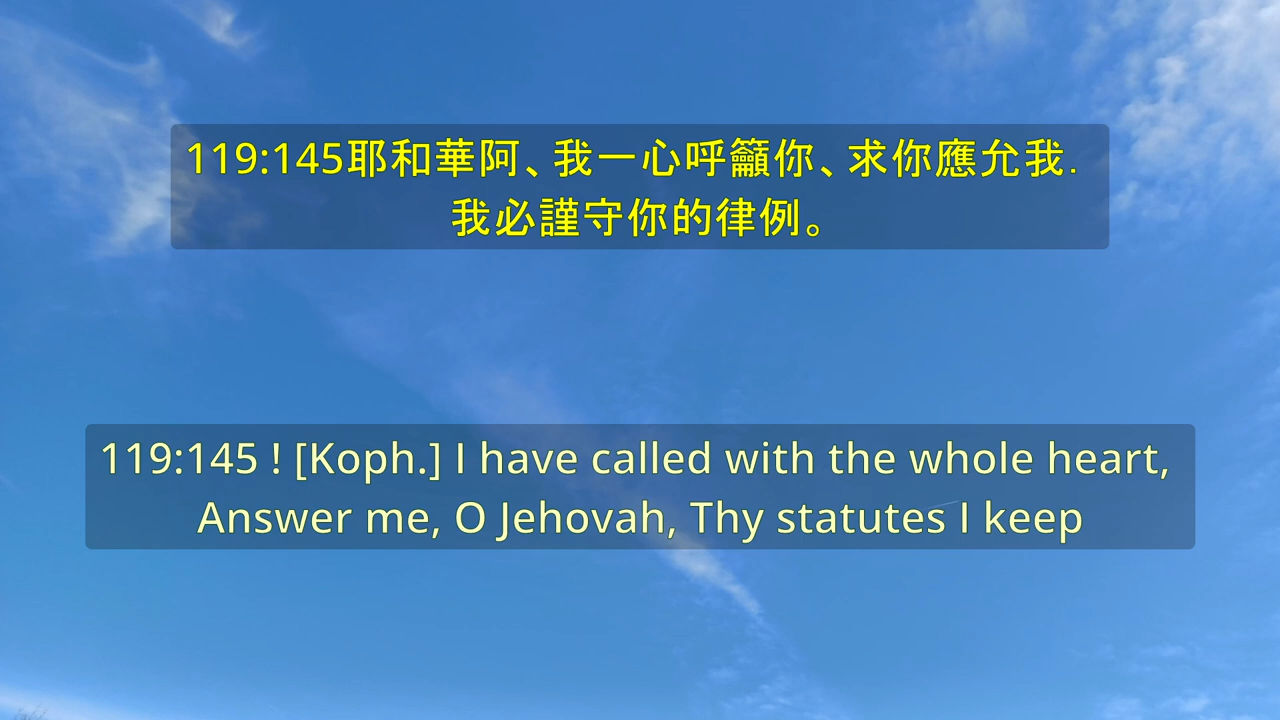 119:145耶和華阿、我一心呼籲你、求你應允我.
我必謹守你的律例。
119:145 ! [Koph.] I have called with the whole heart,
Answer me, O Jehovah, Thy statutes I keep